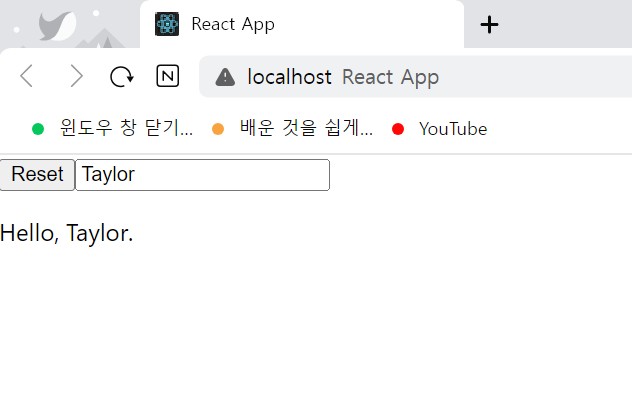 React App
N
localhost React App
윈도우 창 닫기... 배운 것을 쉽게... YouTube
Reset Taylor
Hello, Taylor.